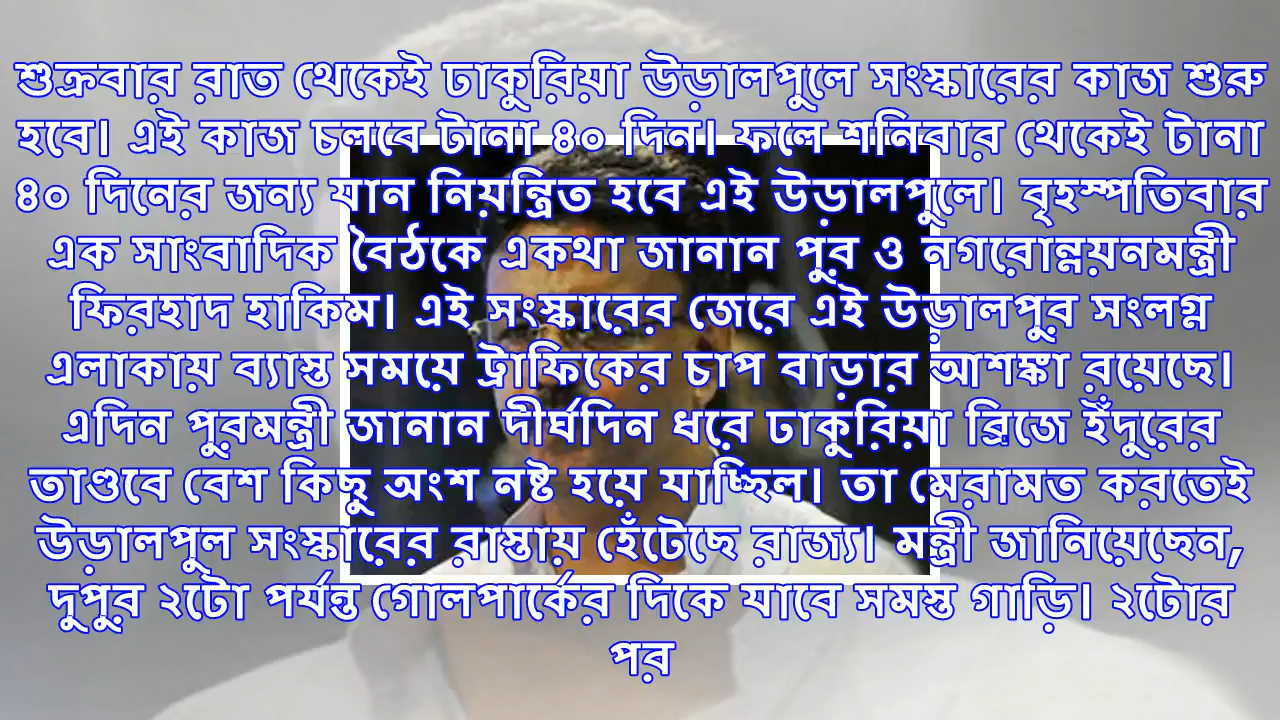 শুক্রবার রাত থেকেই ঢাকুরিয়া উড়ালপুলে সংস্কারের কাজ শুরু
হবে। এই কাজ চলবে টানা ৪০ দিন। ফলে শনিবার থেকেই টানা
৪০ দিনের জন্য যান নিয়ন্ত্রিত হবে এই উড়ালপুলে। বৃহস্পতিবার
এক সাংবাদিক বৈঠকে একথা জানান পুর ও নগরোন্নয়নমন্ত্রী
ফিরহাদ হাকিম। এই সংস্কারের জেরে এই উড়ালপুর সংলগ্ন
এলাকায় ব্যাস্ত সময়ে ট্রাফিকের চাপ বাড়ার আশঙ্কা রয়েছে।
এদিন পুরমন্ত্রী জানান দীর্ঘদিন ধরে ঢাকুরিয়া ব্রিজে ইঁদুরের
তাণ্ডবে বেশ কিছু অংশ নষ্ট হয়ে যাচ্ছিল। তা মেরামত করতেই
উড়ালপুল সংস্কারের রাস্তায় হেঁটেছে রাজ্য। মন্ত্রী জানিয়েছেন,
দুপুর ২টো পর্যন্ত গোলপার্কের দিকে যাবে সমস্ত গাড়ি। ২টোর
পর